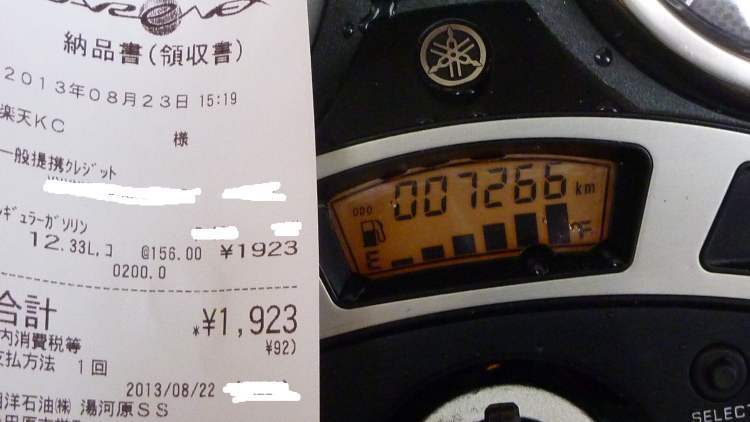 納品書(領収書)
2013年08月23日 15:19
楽天KC
様
一般提携クレジット
ギュラーガソリン
12.33L,コ @156.00 ¥1923
0200.0
合計 *¥1,923
内消費税等 ¥92)
支払方法 1回
2013/08/22
洋石油㈱ 湯河原SS
ODO 007266 km
E F
SELECT